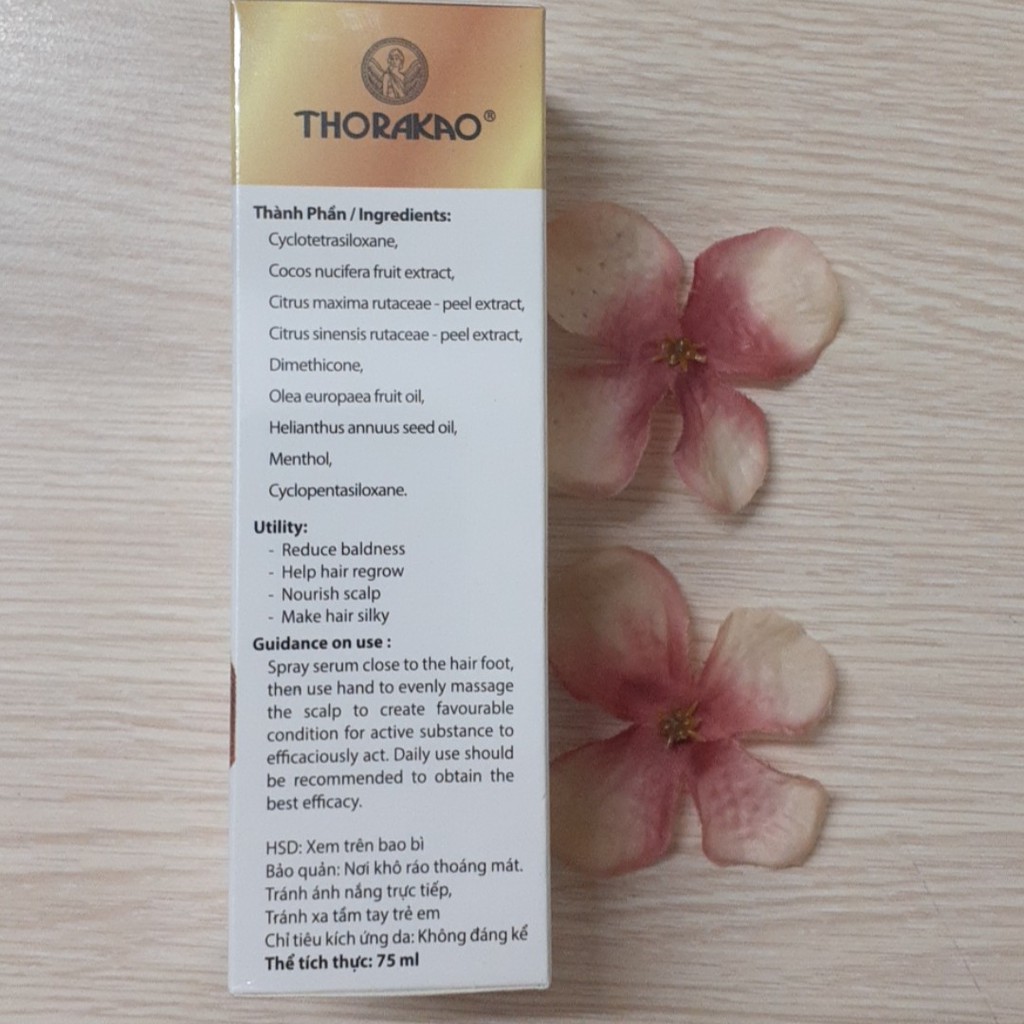 THORAKAO®
Thành Phần / Ingredients:
Cyclotetrasiloxane,
Cocos nucifera fruit extract,
Citrus maxima rutaceae - peel extract,
Citrus sinensis rutaceae - peel extract,
Dimethicone,
Olea europaea fruit oil,
Helianthus annuus seed oil,
Menthol,
Cyclopentasiloxane.
Utility:
- Reduce baldness
- Help hair regrow
- Nourish scalp
- Make hair silky
Guidance on use :
Spray serum close to the hair foot,
then use hand to evenly massage
the scalp to create favourable
condition for active substance to
efficaciously act. Daily use should
be recommended to obtain the
best efficacy.
HSD: Xem trên bao bì
Bảo quản: Nơi khô ráo thoáng mát.
Tránh ánh nắng trực tiếp,
Tránh xa tầm tay trẻ em
Chỉ tiêu kích ứng da: Không đáng kể
Thể tích thực: 75 ml